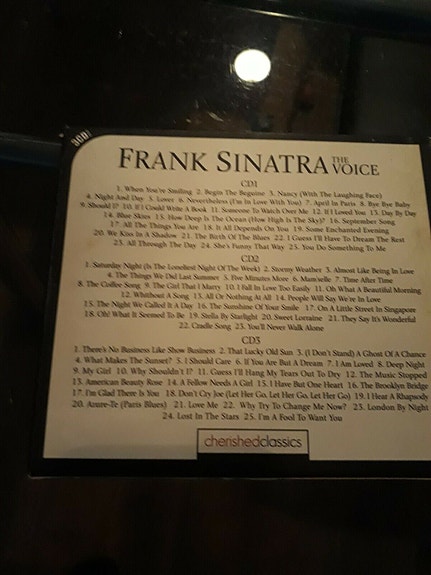 3CD!
FRANK SINATRA THE VOICE
CD1
1. When You're Smiling 2. Begin The Beguine 3. Nancy (With The Laughing Face)
4. Night And Day 5. Lover 6. Nevertheless (I'm In Love With You) 7. April In Paris 8. Bye Bye Baby
9. Should I? 10. If I Could Write A Book 11. Someone To Watch Over Me 12. If I Loved You 13. Day By Day
14. Blue Skies 15. How Deep Is The Ocean (How High Is The Sky)? 16. September Song
17. All The Things You Are 18. It All Depends On You 19. Some Enchanted Evening
20. We Kiss In A Shadow 21. The Birth Of The Blues 22. I Guess I'll Have To Dream The Rest
23. All Through The Day 24. She's Funny That Way 25. You Do Something To Me
CD2
1. Saturday Night (Is The Loneliest Night Of The Week) 2. Stormy Weather 3. Almost Like Being In Love
4. The Things We Did Last Summer 5. Five Minutes More 6. Mam'selle 7. Time After Time
8. The Coffee Song 9. The Girl That I Marry 10. I Fall In Love Too Easily 11. Oh What A Beautiful Morning
12. Without A Song 13. All Or Nothing At All 14. People Will Say We're In Love
15. The Night We Called It A Day 16. The Sunshine Of Your Smile 17. On A Little Street In Singapore
18. Oh! What It Seemed To Be 19. Stella By Starlight 20. Sweet Lorraine 21. They Say It's Wonderful
22. Cradle Song 23. You'll Never Walk Alone
CD3
1. There's No Business Like Show Business 2. That Lucky Old Sun 3. (I Don't Stand) A Ghost Of A Chance
4. What Makes The Sunset? 5. I Should Care 6. If You Are But A Dream 7. I Am Loved 8. Deep Night
9. My Girl 10. Why Shouldn't I? 11. Guess I'll Hang My Tears Out To Dry 12. The Music Stopped
13. American Beauty Rose 14. A Fellow Needs A Girl 15. I Have But One Heart 16. The Brooklyn Bridge
17. I'm Glad There Is You 18. Don't Cry Joe (Let Her Go, Let Her Go, Let Her Go) 19. I Hear A Rhapsody
20. Azure-Te (Paris Blues) 21. Love Me 22. Why Try To Change Me Now? 23. London By Night
24. Lost In The Stars 25. I'm A Fool To Want You
cherishedclassics